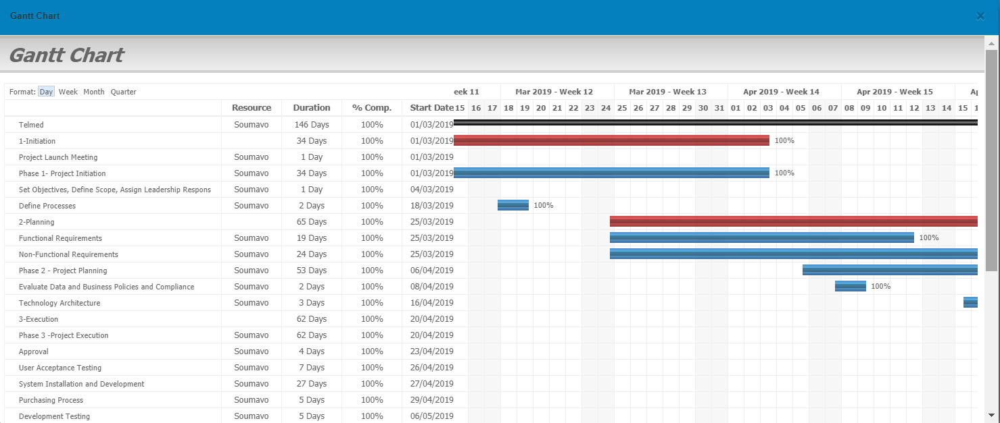 Gantt Chart
Gantt Chart
Format: Day Week Month Quarter eek 11 Mar 2019 - Week 12 Mar 2019 - Week 13 Apr 2019 - Week 14 Apr 2019 - Week 15 Ap
Resource Duration % Comp. Start Date 15 16 17 18 19 20 21 22 23 24 25 26 27 28 29 30 31 01 02 03 04 05 06 07 08 09 10 11 12 13 14 15 1
Telmed Soumavo 146 Days 100% 01/03/2019
1-Initiation 34 Days 100% 01/03/2019 100%
Project Launch Meeting Soumavo 1 Day 100% 01/03/2019
Phase 1- Project Initiation Soumavo 34 Days 100% 01/03/2019 100%
Set Objectives, Define Scope, Assign Leadership Respons Soumavo 1 Day 100% 04/03/2019
Define Processes Soumavo 2 Days 100% 18/03/2019 100%
2-Planning 65 Days 100% 25/03/2019
Functional Requirements Soumavo 19 Days 100% 25/03/2019 100%
Non-Functional Requirements Soumavo 24 Days 100% 25/03/2019
Phase 2 - Project Planning Soumavo 53 Days 100% 06/04/2019
Evaluate Data and Business Policies and Compliance Soumavo 2 Days 100% 08/04/2019 100%
Technology Architecture Soumavo 3 Days 100% 16/04/2019
3-Execution 62 Days 100% 20/04/2019
Phase 3 -Project Execution Soumavo 62 Days 100% 20/04/2019
Approval Soumavo 4 Days 100% 23/04/2019
User Acceptance Testing Soumavo 7 Days 100% 26/04/2019
System Installation and Development Soumavo 27 Days 100% 27/04/2019
Purchasing Process Soumavo 5 Days 100% 29/04/2019
Development Testing Soumavo 5 Days 100% 06/05/2019